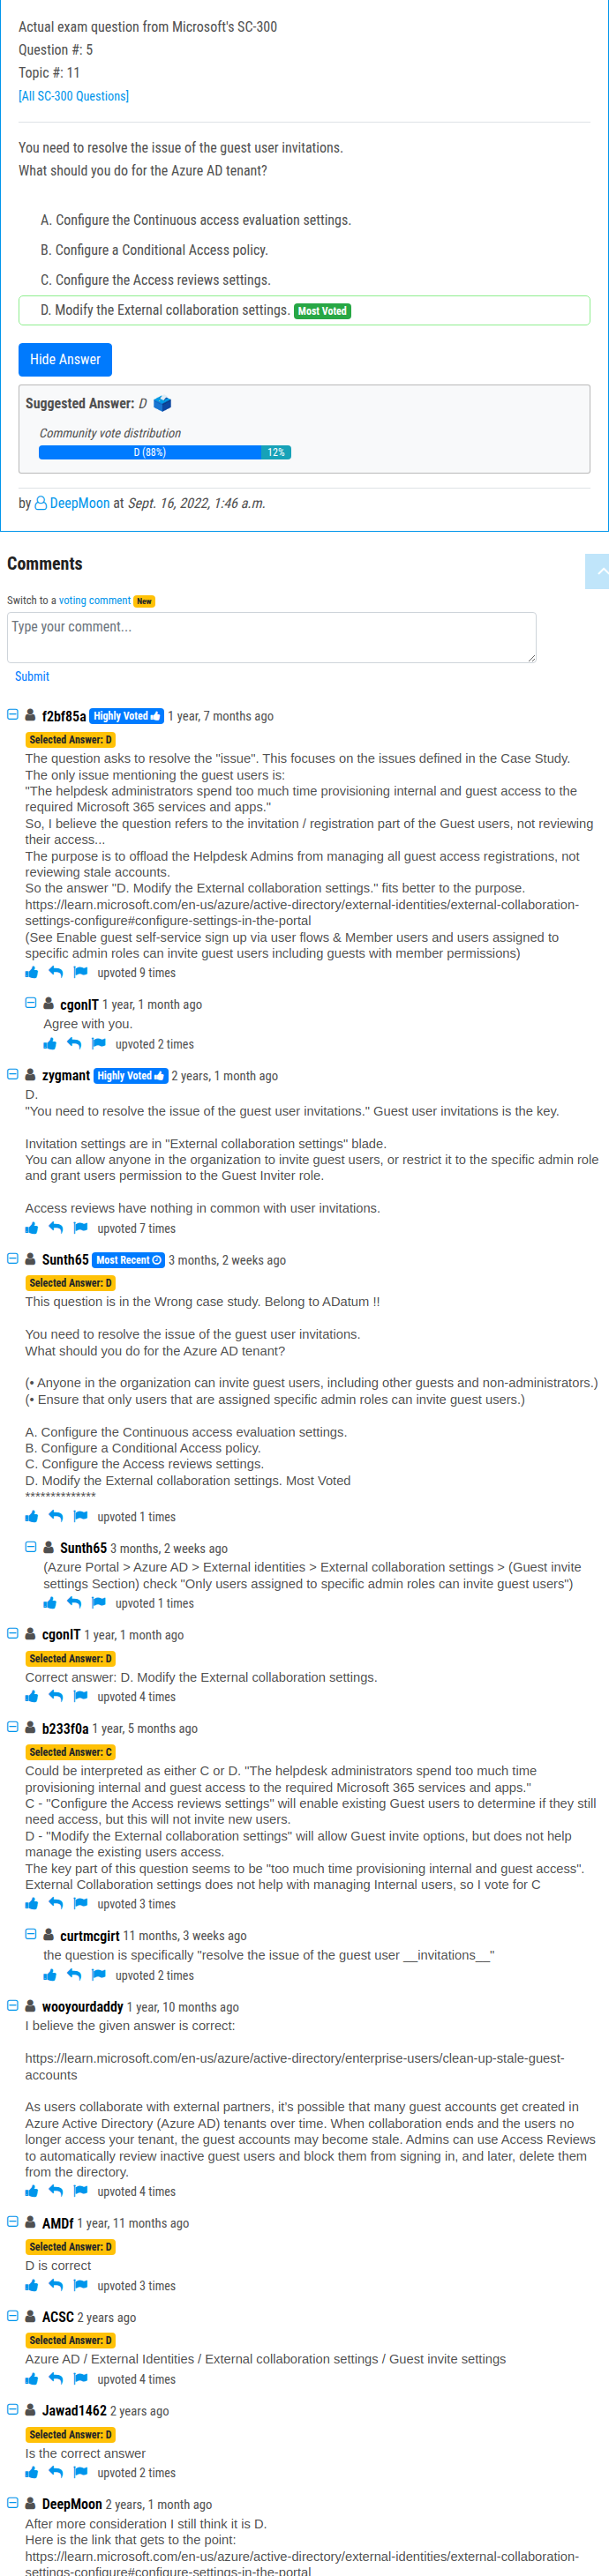 Actual exam question from Microsoft's SC-300
Question #: 5
Topic #: 11
[All SC-300 Questions]
You need to resolve the issue of the guest user invitations.
What should you do for the Azure AD tenant?
A. Configure the Continuous access evaluation settings.
B. Configure a Conditional Access policy.
C. Configure the Access reviews settings.
D. Modify the External collaboration settings. Most Voted
Hide Answer
Suggested Answer: D
Community vote distribution
D (88%) 12%
by DeepMoon at Sept. 16, 2022, 1:46 a.m.
Comments
Switch to a voting comment New
Type your comment...
Submit
f2bf85a Highly Voted 1 year, 7 months ago
Selected Answer: D
The question asks to resolve the "issue". This focuses on the issues defined in the Case Study.
The only issue mentioning the guest users is:
"The helpdesk administrators spend too much time provisioning internal and guest access to the
required Microsoft 365 services and apps."
So, I believe the question refers to the invitation / registration part of the Guest users, not reviewing
their access...
The purpose is to offload the Helpdesk Admins from managing all guest access registrations, not
reviewing stale accounts.
So the answer "D. Modify the External collaboration settings." fits better to the purpose.
https://learn.microsoft.com/en-us/azure/active-directory/external-identities/external-collaboration-
settings-configure#configure-settings-in-the-portal
(See Enable guest self-service sign up via user flows & Member users and users assigned to
specific admin roles can invite guest users including guests with member permissions)
upvoted 9 times
cgonIT 1 year, 1 month ago
Agree with you.
upvoted 2 times
zygmant Highly Voted 2 years, 1 month ago
D.
"You need to resolve the issue of the guest user invitations." Guest user invitations is the key.
Invitation settings are in "External collaboration settings" blade.
You can allow anyone in the organization to invite guest users, or restrict it to the specific admin role
and grant users permission to the Guest Inviter role.
Access reviews have nothing in common with user invitations.
upvoted 7 times
Sunth65 Most Recent 3 months, 2 weeks ago
Selected Answer: D
This question is in the Wrong case study. Belong to ADatum !!
You need to resolve the issue of the guest user invitations.
What should you do for the Azure AD tenant?
(• Anyone in the organization can invite guest users, including other guests and non-administrators.)
(• Ensure that only users that are assigned specific admin roles can invite guest users.)
A. Configure the Continuous access evaluation settings.
B. Configure a Conditional Access policy.
C. Configure the Access reviews settings.
D. Modify the External collaboration settings. Most Voted
**************
upvoted 1 times
Sunth65 3 months, 2 weeks ago
(Azure Portal > Azure AD > External identities > External collaboration settings > (Guest invite
settings Section) check "Only users assigned to specific admin roles can invite guest users")
upvoted 1 times
cgonIT 1 year, 1 month ago
Selected Answer: D
Correct answer: D. Modify the External collaboration settings.
upvoted 4 times
b233f0a 1 year, 5 months ago
Selected Answer: C
Could be interpreted as either C or D. "The helpdesk administrators spend too much time
provisioning internal and guest access to the required Microsoft 365 services and apps."
C - "Configure the Access reviews settings" will enable existing Guest users to determine if they still
need access, but this will not invite new users.
D - "Modify the External collaboration settings" will allow Guest invite options, but does not help
manage the existing users access.
The key part of this question seems to be "too much time provisioning internal and guest access".
External Collaboration settings does not help with managing Internal users, so I vote for C
upvoted 3 times
curtmcgirt 11 months, 3 weeks ago
the question is specifically "resolve the issue of the guest user __invitations__"
upvoted 2 times
wooyourdaddy 1 year, 10 months ago
I believe the given answer is correct:
https://learn.microsoft.com/en-us/azure/active-directory/enterprise-users/clean-up-stale-guest-
accounts
As users collaborate with external partners, it's possible that many guest accounts get created in
Azure Active Directory (Azure AD) tenants over time. When collaboration ends and the users no
longer access your tenant, the guest accounts may become stale. Admins can use Access Reviews
to automatically review inactive guest users and block them from signing in, and later, delete them
from the directory.
upvoted 4 times
AMDf 1 year, 11 months ago
Selected Answer: D
D is correct
upvoted 3 times
ACSC 2 years ago
Selected Answer: D
Azure AD / External Identities / External collaboration settings / Guest invite settings
upvoted 4 times
Jawad1462 2 years ago
Selected Answer: D
Is the correct answer
upvoted 2 times
DeepMoon 2 years, 1 month ago
After more consideration I still think it is D.
Here is the link that gets to the point:
https://learn.microsoft.com/en-us/azure/active-directory/external-identities/external-collaboration-
settings-configure#configure-settings-in-the-portal